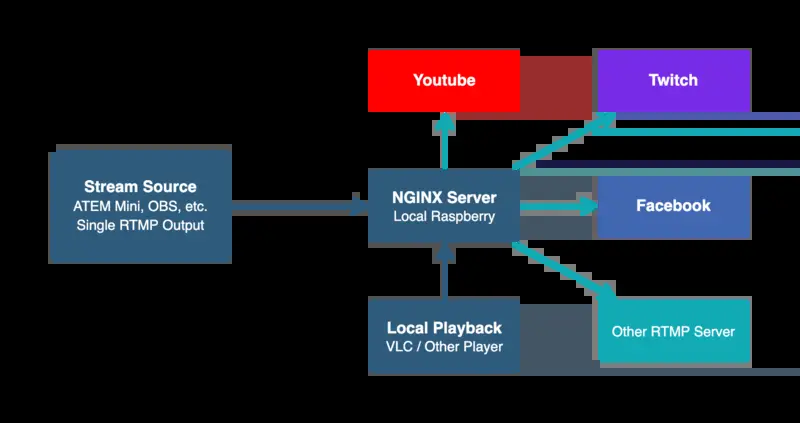 Youtube
Twitch
Stream Source
ATEM Mini, OBS, etc.
Single RTMP Output
NGINX Server
Local Raspberry
Facebook
Local Playback
VLC / Other Player
Other RTMP Server